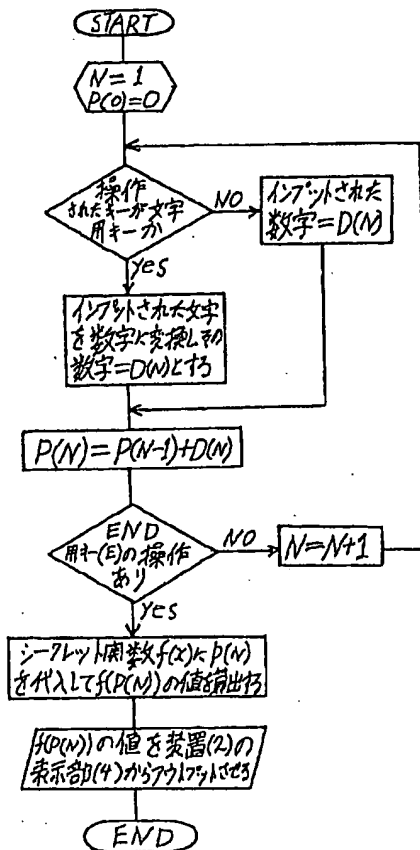 START
N=1
P(0)=0
操作
されたキーが文字
用キーか
NO
インプットされた
数字=D(N)
yes
インプットされた文字
を数字に変換しその
数字=D(N)とする
P(N)=P(N-1)+D(N)
END
用キー(E)の操作
あり
NO
N=N+1
yes
シークレット関数f(x)にP(N)
を代入してf(P(N))の値を算出する
f(P(N))の値を装置(2)の
表示部(4)からアウトプットさせる
END